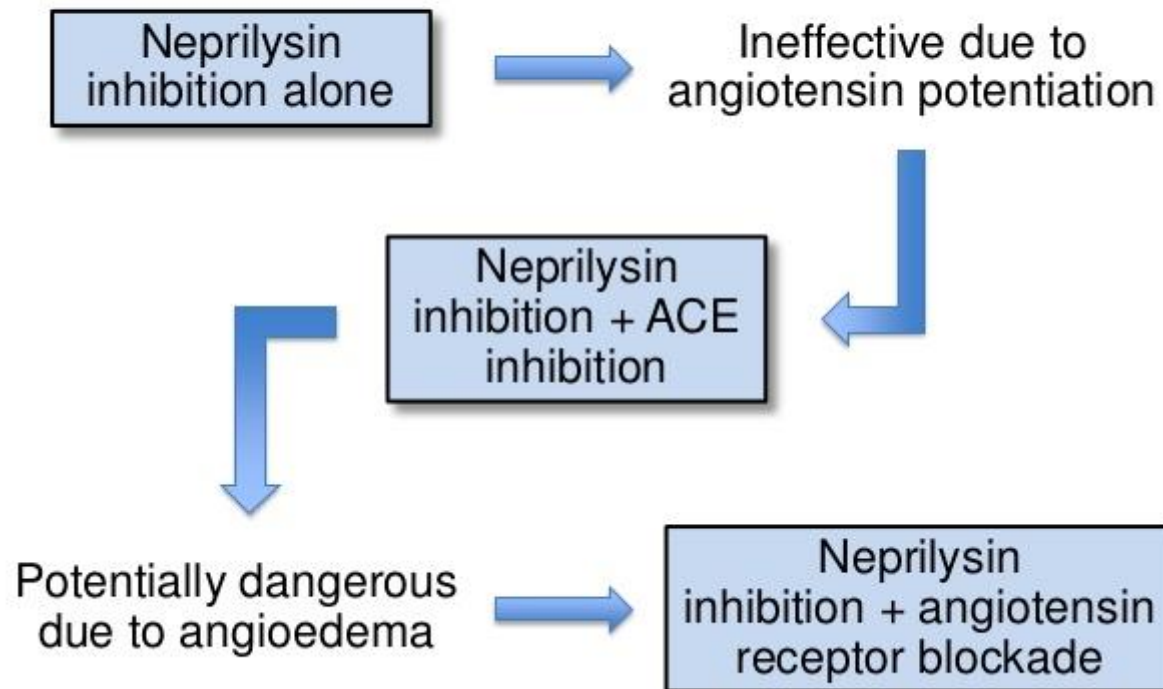 Neprilysin
inhibition alone
Ineffective due to
angiotensin potentiation
Neprilysin
inhibition + ACE
inhibition
Potentially dangerous
due to angioedema
Neprilysin
inhibition + angiotensin
receptor blockade